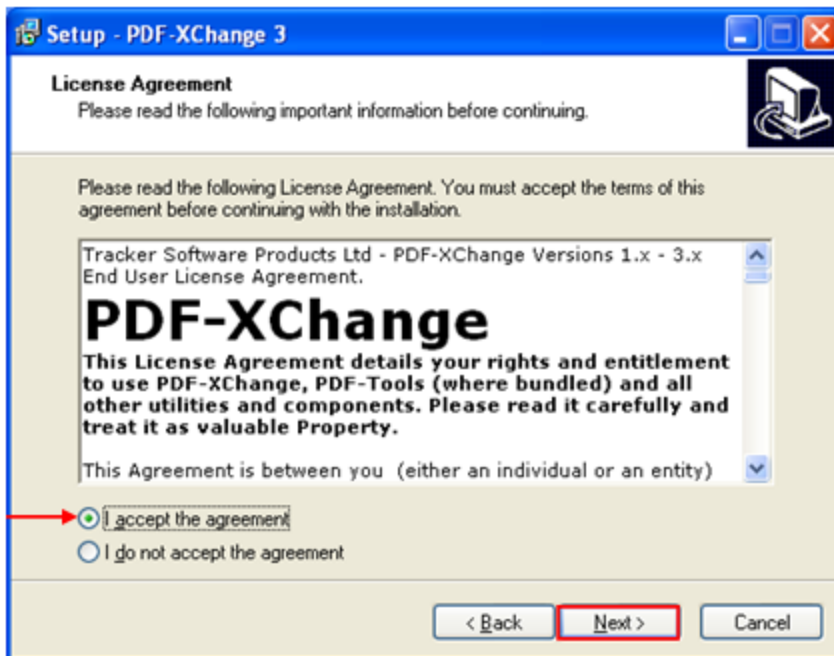 Setup - PDF-XChange 3
License Agreement
Please read the following important information before continuing.
Please read the following License Agreement. You must accept the terms of this
agreement before continuing with the installation.
Tracker Software Products Ltd - PDF-XChange Versions 1.x - 3.x
End User License Agreement.
PDF-XChange
This License Agreement details your rights and entitlement
to use PDF-XChange, PDF-Tools (where bundled) and all
other utilities and components. Please read it carefully and
treat it as valuable Property.
This Agreement is between you (either an individual or an entity)
I accept the agreement
I do not accept the agreement
< Back Next > Cancel